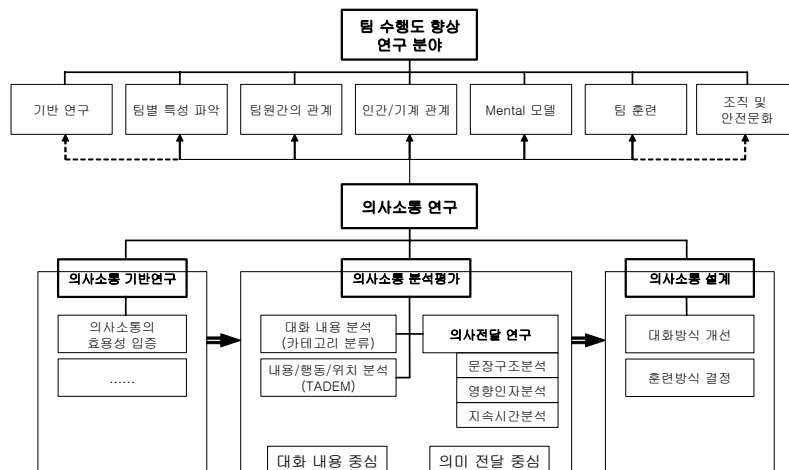 팀 수행도 향상
연구 분야
기반 연구
팀별 특성 파악
팀원간의 관계
인간/기계 관계
Mental 모델
팀 훈련
조직 및
안전문화
의사소통 연구
의사소통 기반연구
의사소통 분석평가
의사소통 설계
의사소통의
효용성 입증
......
대화 내용 분석
(카테고리 분류)
내용/행동/위치 분석
(TADEM)
의사전달 연구
문장구조분석
영향인자분석
지속시간분석
대화방식 개선
훈련방식 결정
대화 내용 중심
의미 전달 중심